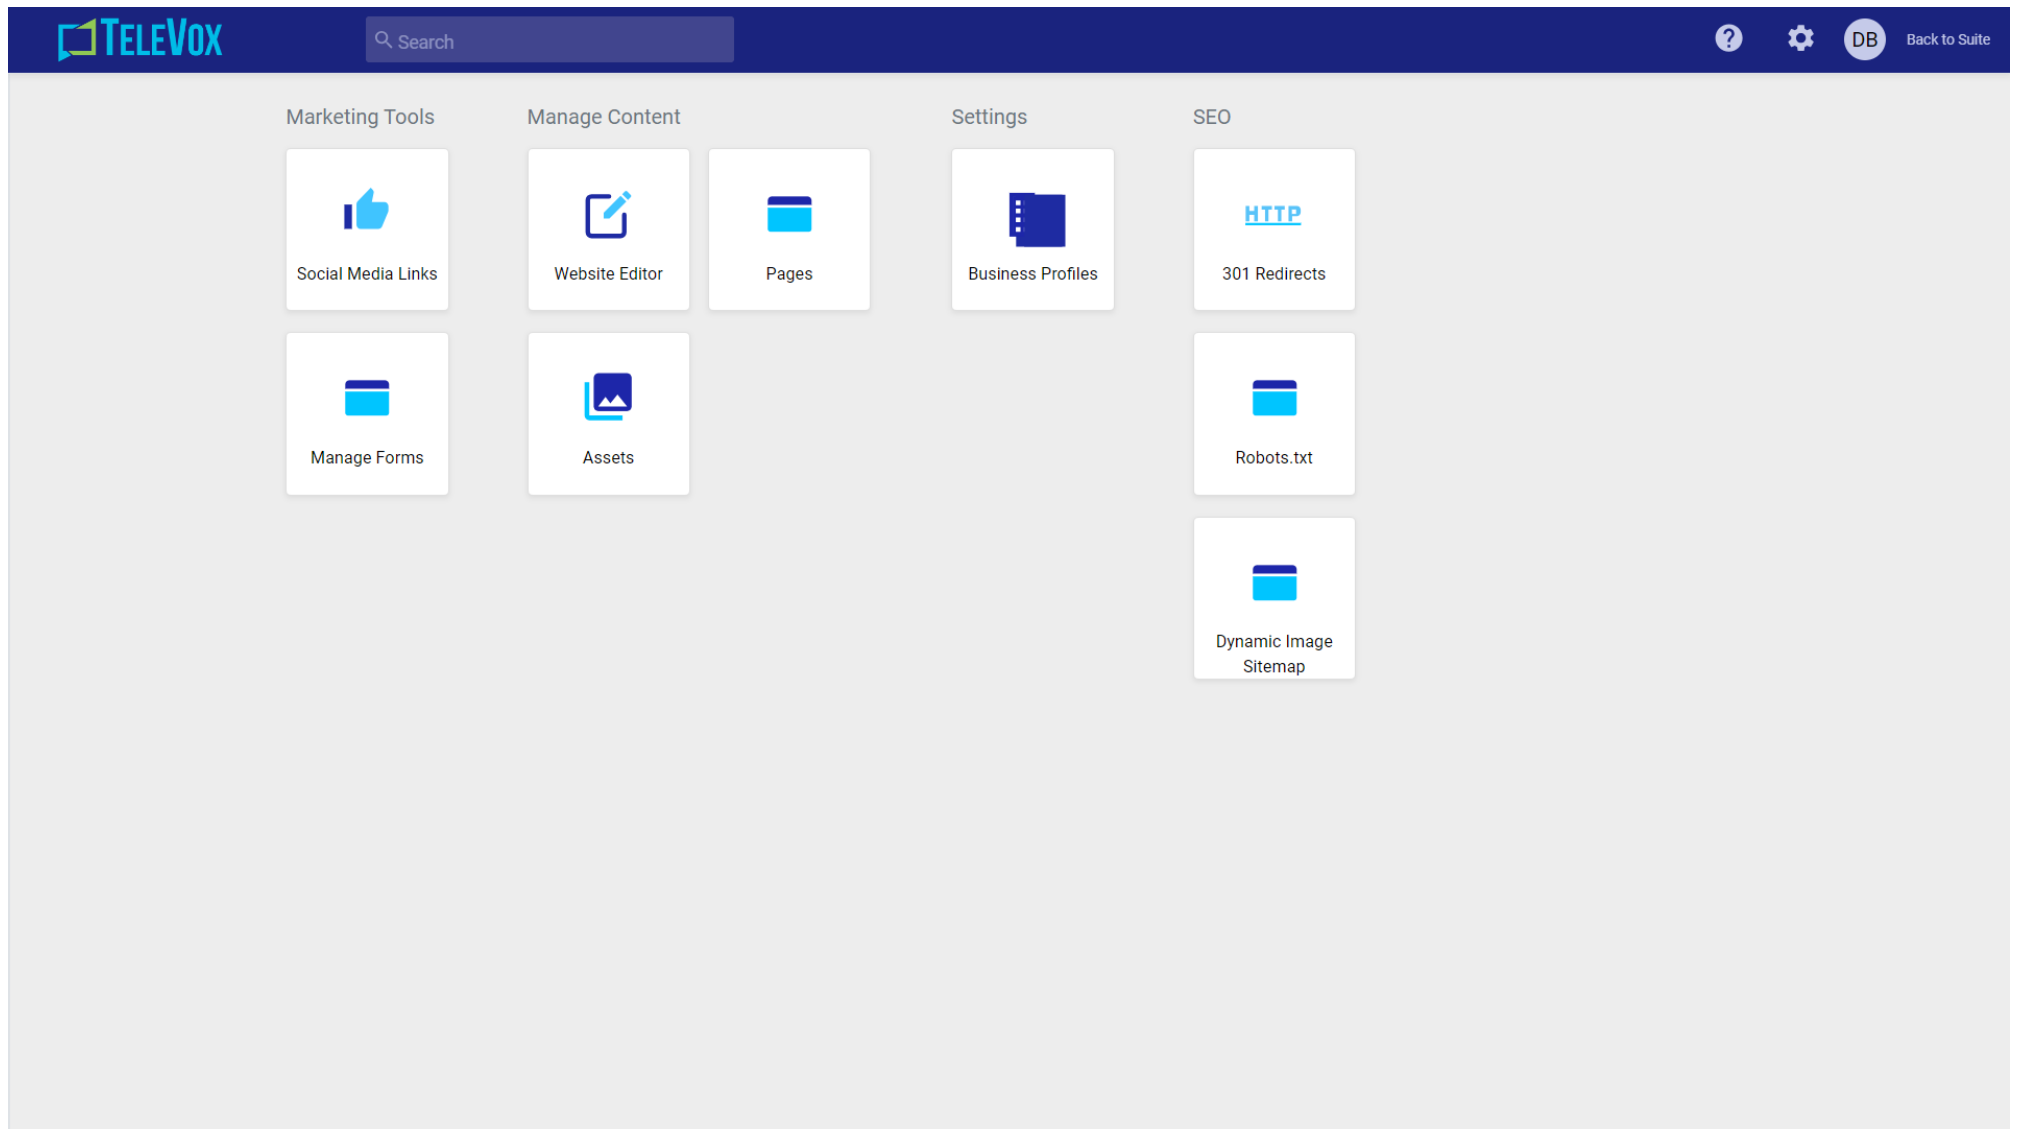 TELEVOX
Search
DB
Back to Suite
Marketing Tools
Manage Content
Settings
SEO
Social Media Links
Website Editor
Pages
Business Profiles
HTTP
301 Redirects
Manage Forms
Assets
Robots.txt
Dynamic Image
Sitemap